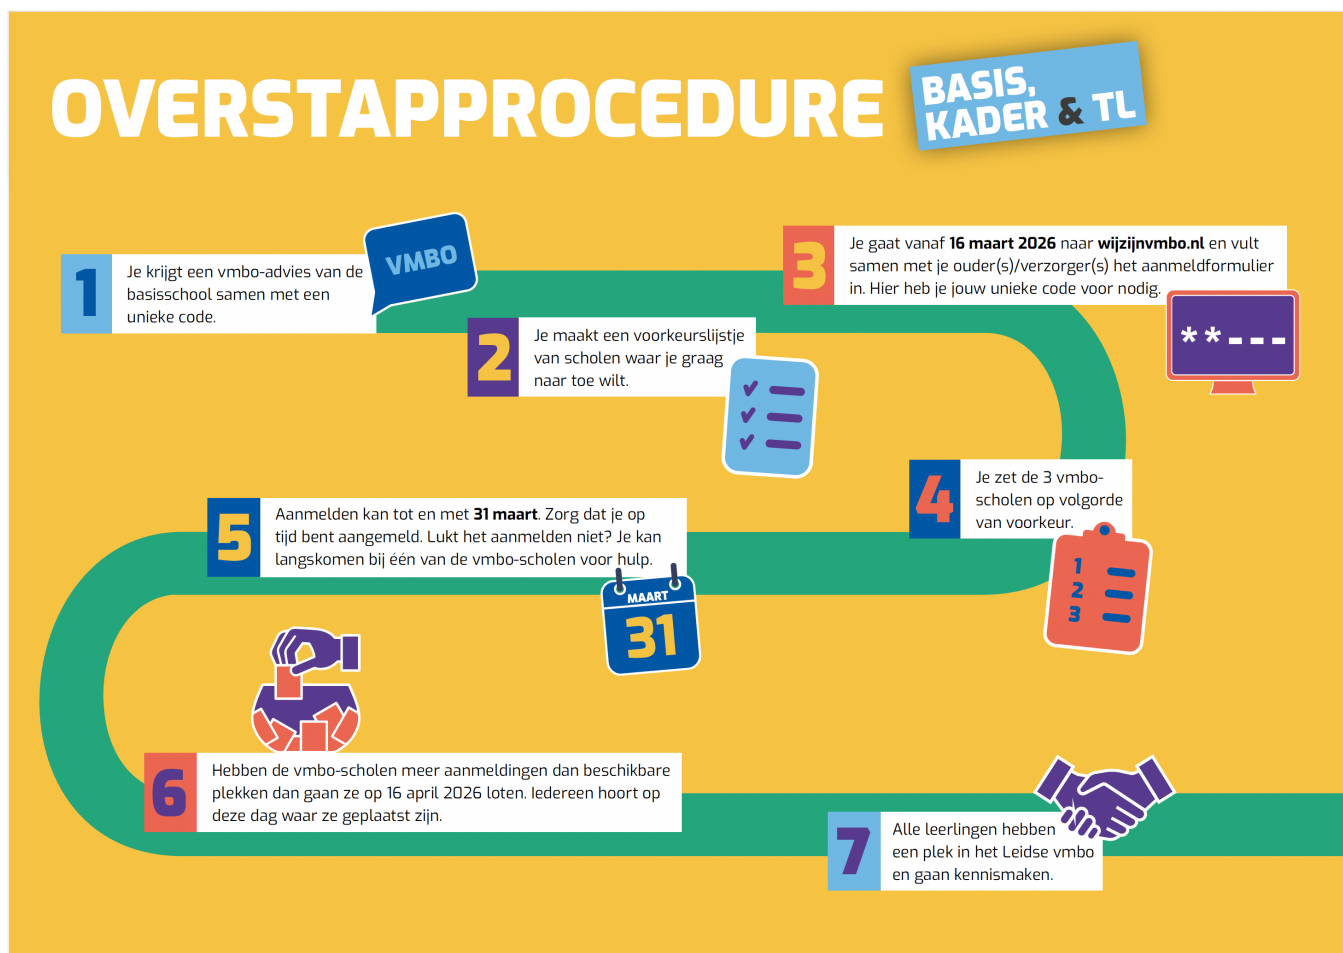 OVERSTAPPROCEDURE
BASIS,
KADER & TL
1
Je krijgt een vmbo-advies van de
basisschool samen met een
unieke code.
VMBO
2
Je maakt een voorkeurslijstje
van scholen waar je graag
naar toe wilt.
3
Je gaat vanaf 16 maart 2026 naar wijzijnvmbo.nl en vult
samen met je ouder(s)/verzorger(s) het aanmeldformulier
in. Hier heb je jouw unieke code voor nodig.
**---
4
Je zet de 3 vmbo-
scholen op volgorde
van voorkeur.
1
2
3
5
Aanmelden kan tot en met 31 maart. Zorg dat je op
tijd bent aangemeld. Lukt het aanmelden niet? Je kan
langskomen bij één van de vmbo-scholen voor hulp.
MAART
31
6
Hebben de vmbo-scholen meer aanmeldingen dan beschikbare
plekken dan gaan ze op 16 april 2026 loten. Iedereen hoort op
deze dag waar ze geplaatst zijn.
7
Alle leerlingen hebben
een plek in het Leidse vmbo
en gaan kennismaken.